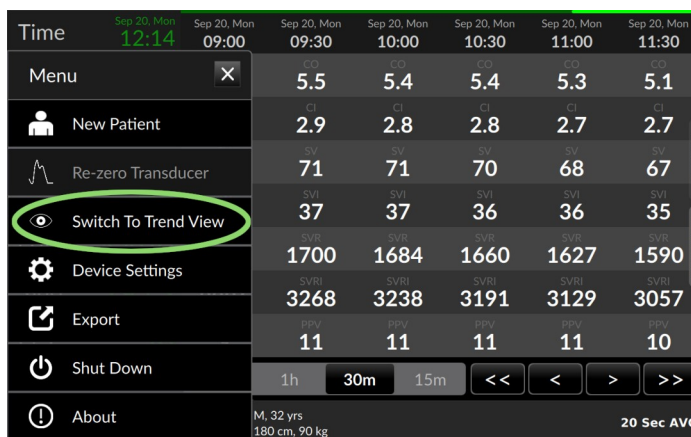 Time
Sep 20, Mon Sep 20, Mon Sep 20, Mon Sep 20, Mon Sep 20, Mon Sep 20, Mon Sep 20, Mon
12:14 09:00 09:30 10:00 10:30 11:00 11:30
Menu X
New Patient
Re-zero Transducer
Switch To Trend View
Device Settings
Export
Shut Down
About
CO CO CO CO CO
5.5 5.4 5.4 5.3 5.1
CI CI CI CI CI
2.9 2.8 2.8 2.7 2.7
SV SV SV SV SV
71 71 70 68 67
SVI SVI SVI SVI SVI
37 37 36 36 35
SVR SVR SVR SVR SVR
1700 1684 1660 1627 1590
SVRI SVRI SVRI SVRI SVRI
3268 3238 3191 3129 3057
PPV PPV PPV PPV PPV
11 11 11 11 10
1h 30m 15m << < > >>
M, 32 yrs
180 cm, 90 kg
20 Sec AV